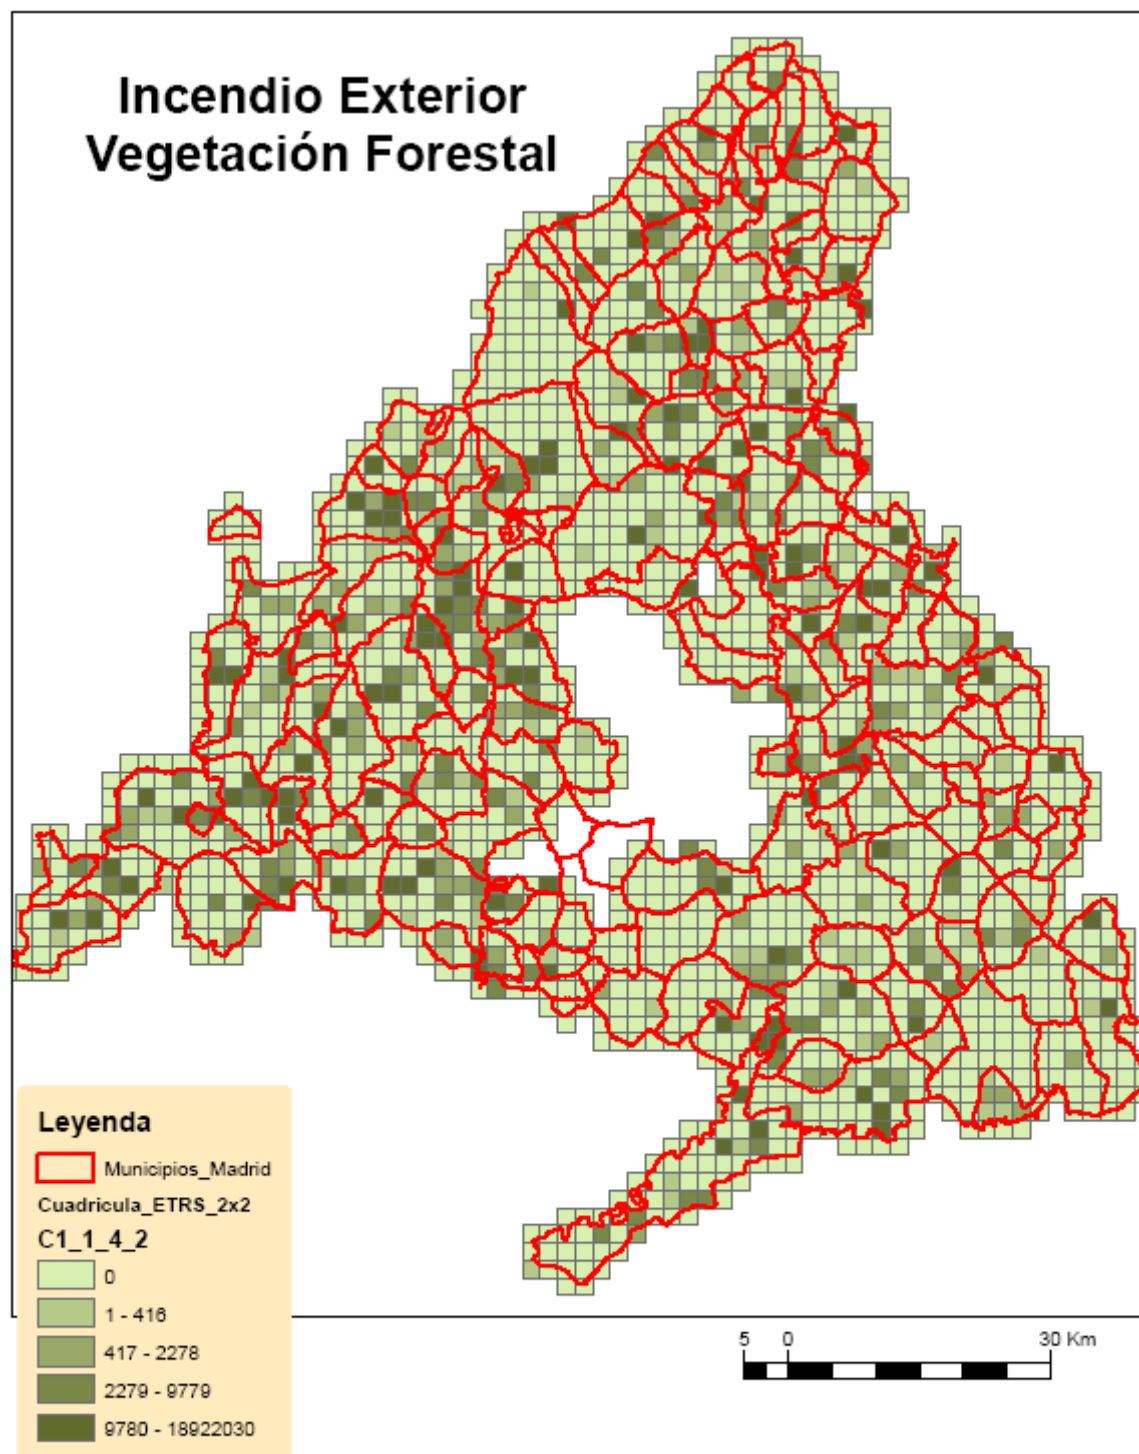 Incendio Exterior
Vegetación Forestal
Leyenda
Municipios_Madrid
Cuadricula_ETRS_2x2
C1_1_4_2
0
1 - 416
417 - 2278
2279 - 9779
9780 - 18922030
5 0 30 Km